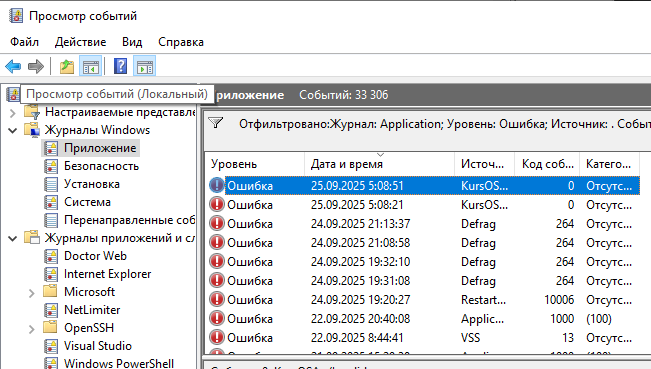 Просмотр событий
Файл Действие Вид Справка
Просмотр событий (Локальный)
Настраиваемые представле
Журналы Windows
Приложение
Безопасность
Установка
Система
Перенаправленные соб
Журналы приложений и сл
Doctor Web
Internet Explorer
Microsoft
NetLimiter
OpenSSH
Visual Studio
Windows PowerShell
риложение Событий: 33 306
Отфильтровано:Журнал: Application; Уровень: Ошибка; Источник: . Событ
Уровень Дата и время Источ... Код соб... Катего...
Ошибка 25.09.2025 5:08:51 KursOS... 0 Отсутс...
Ошибка 25.09.2025 5:08:21 KursOS... 0 Отсутс...
Ошибка 24.09.2025 21:13:37 Defrag 264 Отсутс...
Ошибка 24.09.2025 21:08:58 Defrag 264 Отсутс...
Ошибка 24.09.2025 19:32:10 Defrag 264 Отсутс...
Ошибка 24.09.2025 19:31:08 Defrag 264 Отсутс...
Ошибка 24.09.2025 19:20:27 Restart... 10006 Отсутс...
Ошибка 22.09.2025 20:40:08 Applic... 1000 (100)
Ошибка 22.09.2025 8:44:41 VSS 13 Отсутс...